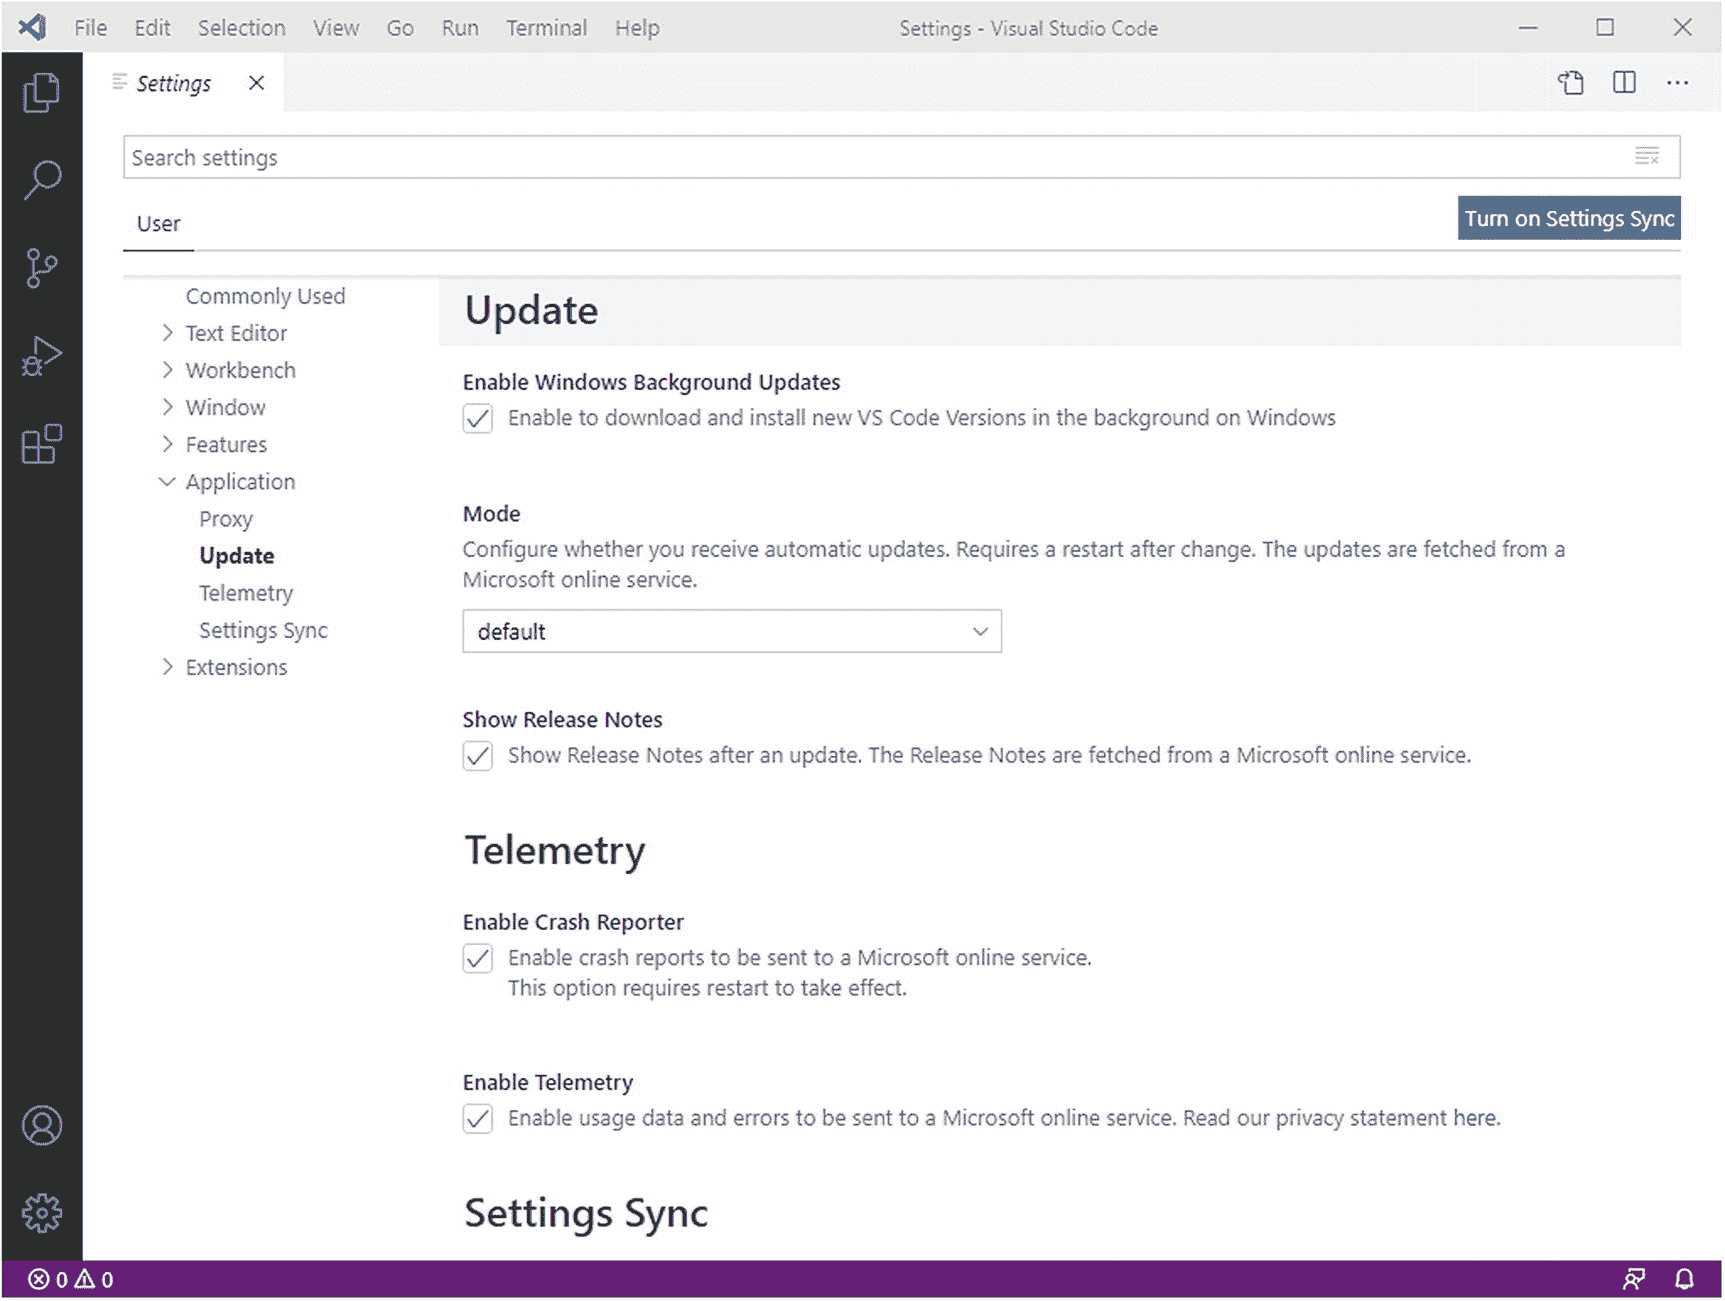 File Edit Selection View Go Run Terminal Help Settings - Visual Studio Code
Settings
Search settings
User
Turn on Settings Sync
Commonly Used
Text Editor
Workbench
Window
Features
Application
Proxy
Update
Telemetry
Settings Sync
Extensions
Update
Enable Windows Background Updates
Enable to download and install new VS Code Versions in the background on Windows
Mode
Configure whether you receive automatic updates. Requires a restart after change. The updates are fetched from a
Microsoft online service.
default
Show Release Notes
Show Release Notes after an update. The Release Notes are fetched from a Microsoft online service.
Telemetry
Enable Crash Reporter
Enable crash reports to be sent to a Microsoft online service.
This option requires restart to take effect.
Enable Telemetry
Enable usage data and errors to be sent to a Microsoft online service. Read our privacy statement here.
Settings Sync
0 0